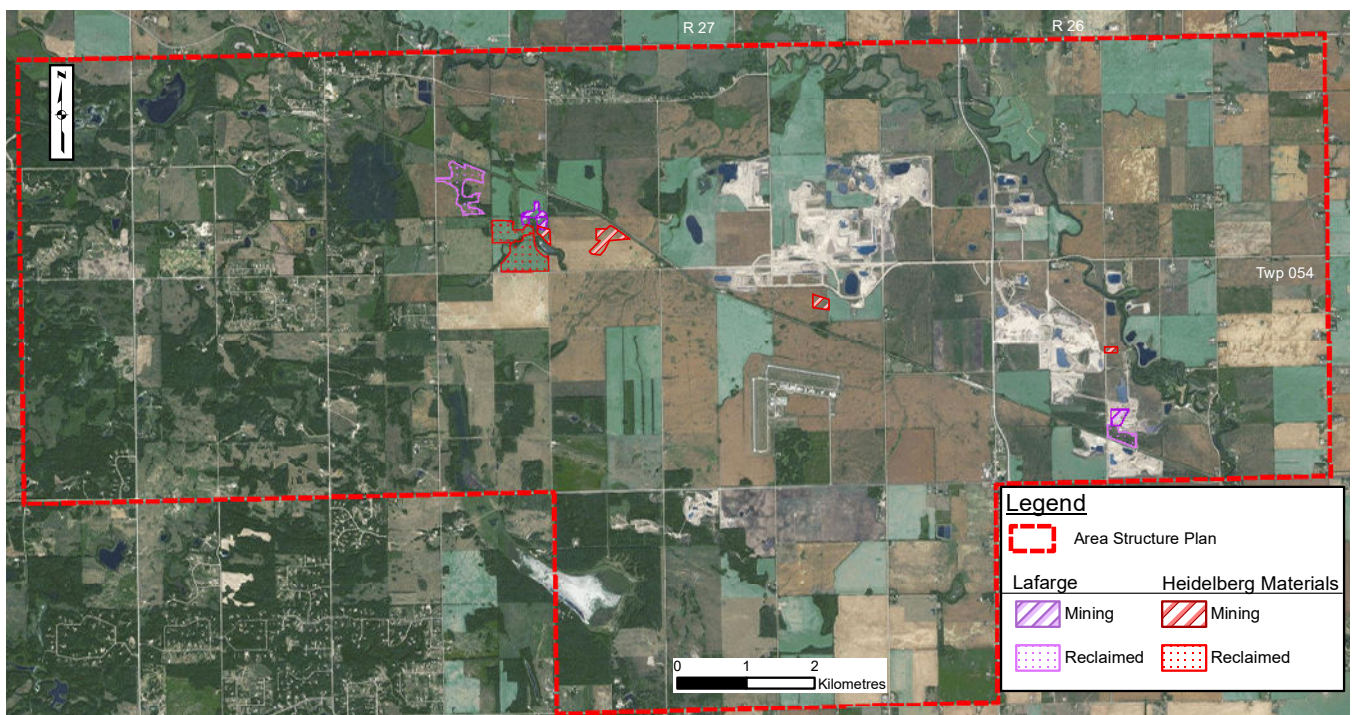 R 27
R 26
N
Twp 054
Legend
Area Structure Plan
Lafarge
Heidelberg Materials
Mining
Mining
Reclaimed
Reclaimed
0 1 2
Kilometres